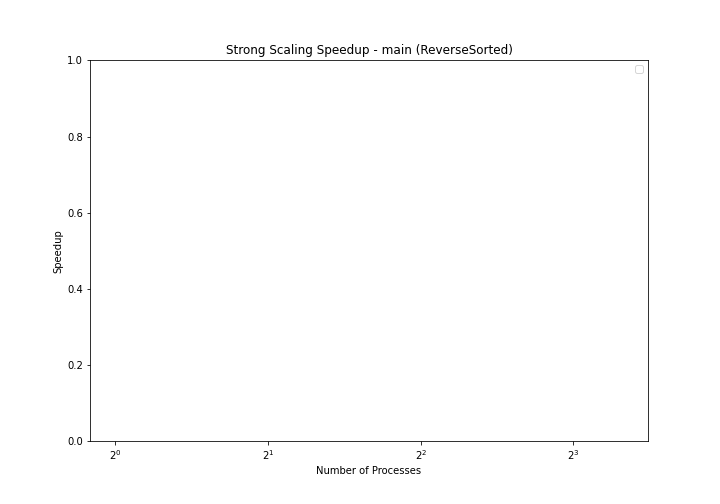 Strong Scaling Speedup - main (ReverseSorted)
1.0
0.8
0.6
0.4
0.2
0.0
Speedup
2⁰ 2¹ 2² 2³
Number of Processes